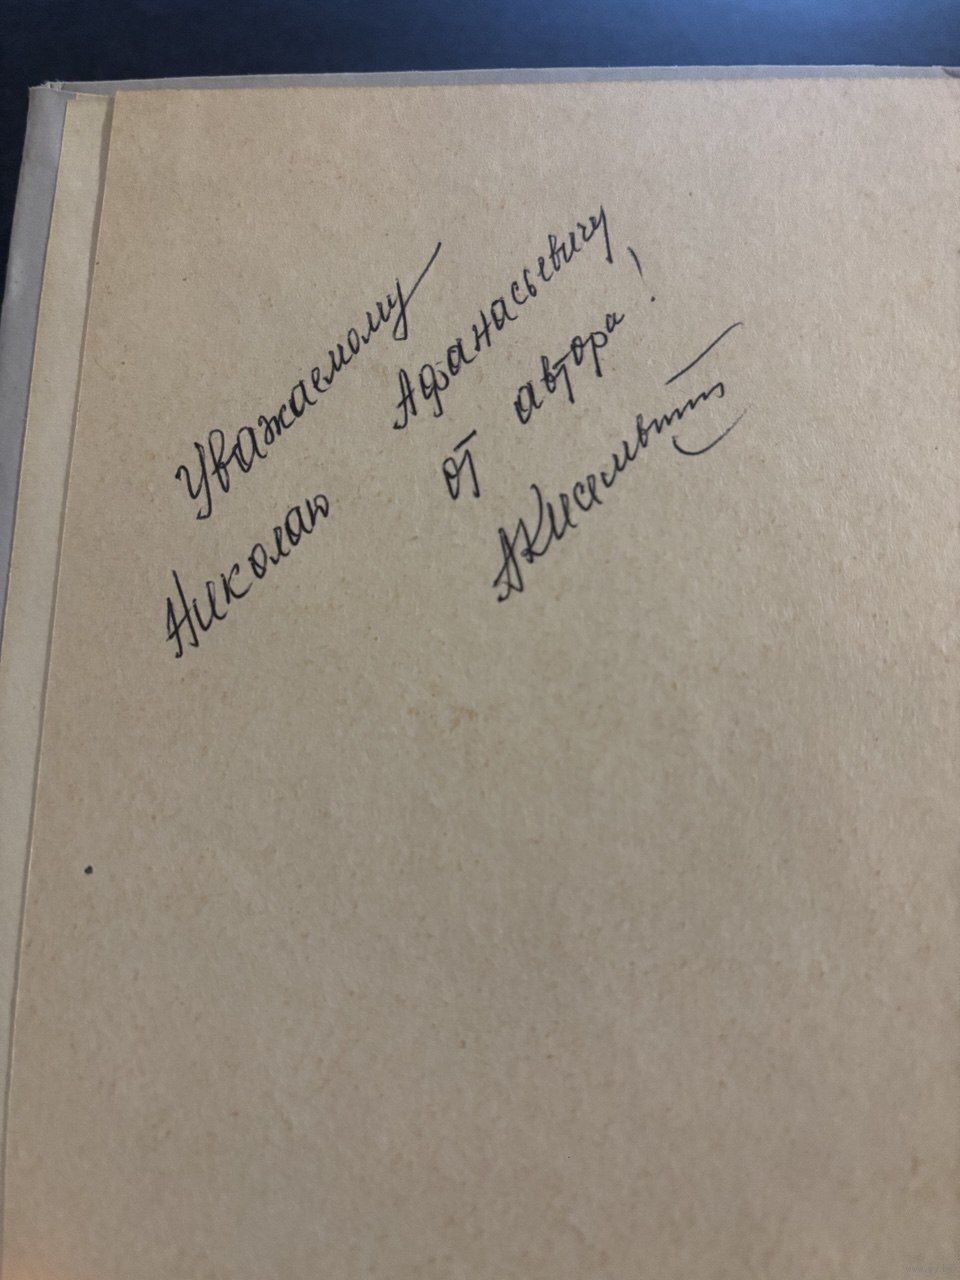 Уважаемому
Николаю Афанасьевичу
от автора!